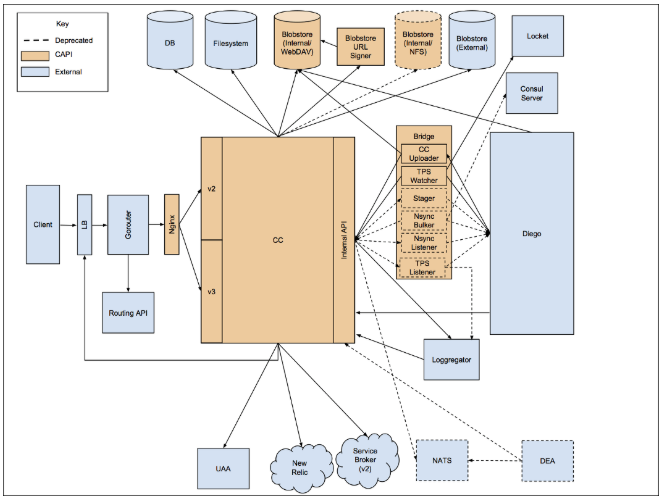 Key
Deprecated
CAPI
External
DB
Filesystem
Blobstore
(Internal/
WebDAV)
Blobstore
URL
Signer
Blobstore
(Internal/
NFS)
Blobstore
(External)
Locket
Consul
Server
Bridge
CC
Uploader
TPS
Watcher
Stager
Nsync
Bulker
Nsync
Listener
TPS
Listener
Diego
Client
LB
Gorouter
Nginx
v2
v3
CC
Internal API
Routing API
Loggregator
UAA
New
Relic
Service
Broker
(v2)
NATS
DEA